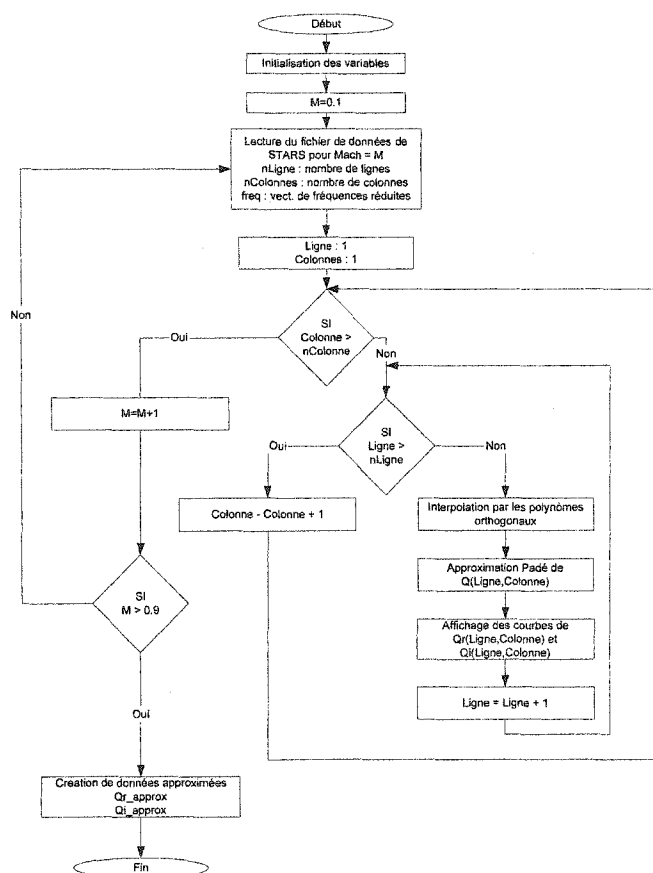 Début
Initialisation des variables
M=0.1
Lecture du fichier de données de
STARS pour Mach = M
nLigne : nombre de lignes
nColonnes : nombre de colonnes
freq : vect. de fréquences réduites
Ligne : 1
Colonnes : 1
Non
SI
Colonne >
nColonne
Oui
Non
M=M+1
SI
Ligne >
nLigne
Oui
Non
Colonne - Colonne + 1
Interpolation par les polynômes
orthogonaux
Approximation Padé de
Q(Ligne,Colonne)
SI
M > 0.9
Affichage des courbes de
Qr(Ligne,Colonne) et
Qi(Ligne,Colonne)
Ligne = Ligne + 1
Oui
Creation de données approximées
Qr_approx
Qi_approx
Fin